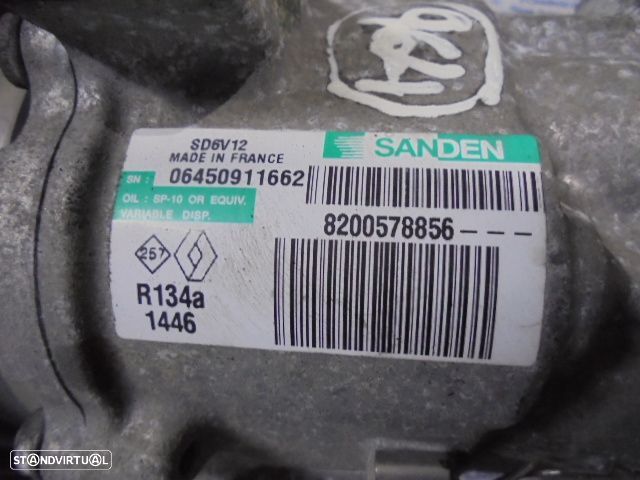 SD6V12
MADE IN FRANCE
SANDEN
SN: 06450911662
OIL : SP-10 OR EQUIV.
VARIABLE DISP.
8200578856---
257
R134a
1446
STANDVIRTUAL